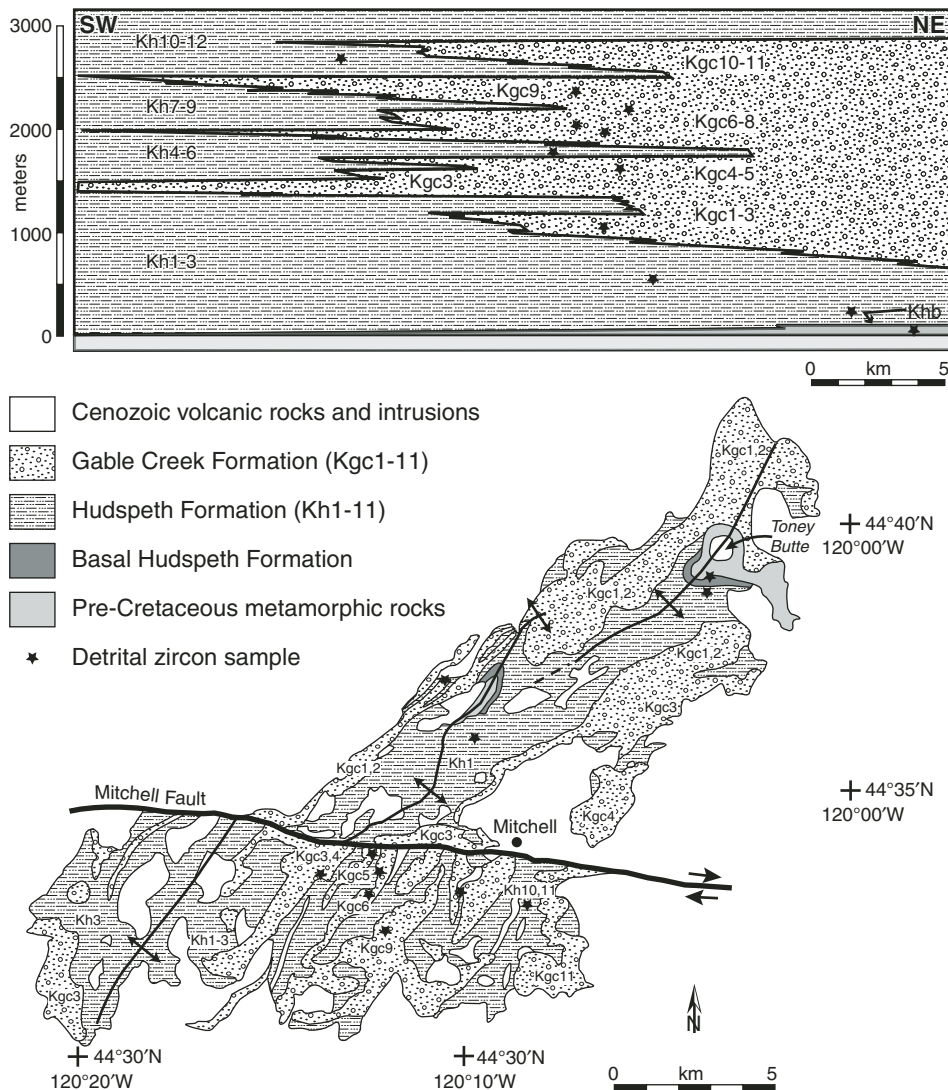 SW
NE
3000
2000
1000
0
meters
Kh10-12
Kgc10-11
Kgc9
Kh7-9
Kgc6-8
Kh4-6
Kgc4-5
Kgc3
Kgc1-3
Kh1-3
Khb
0 km 5
Cenozoic volcanic rocks and intrusions
Gable Creek Formation (Kgc1-11)
Hudspeth Formation (Kh1-11)
Basal Hudspeth Formation
Pre-Cretaceous metamorphic rocks
Detrital zircon sample
Kgc1,2
Toney
Butte
44°40′N
120°00′W
Kgc1,2
Kgc1,2
Kgc3
Kh1
Kgc1,2
44°35′N
120°00′W
Kgc4
Mitchell Fault
Kgc3
Mitchell
Kgc3,4
Kgc5
Kgc6
Kh10,11
Kh3
Kh1-3
Kgc9
Kgc11
Kgc3
N
44°30′N
120°20′W
44°30′N
120°10′W
0 km 5